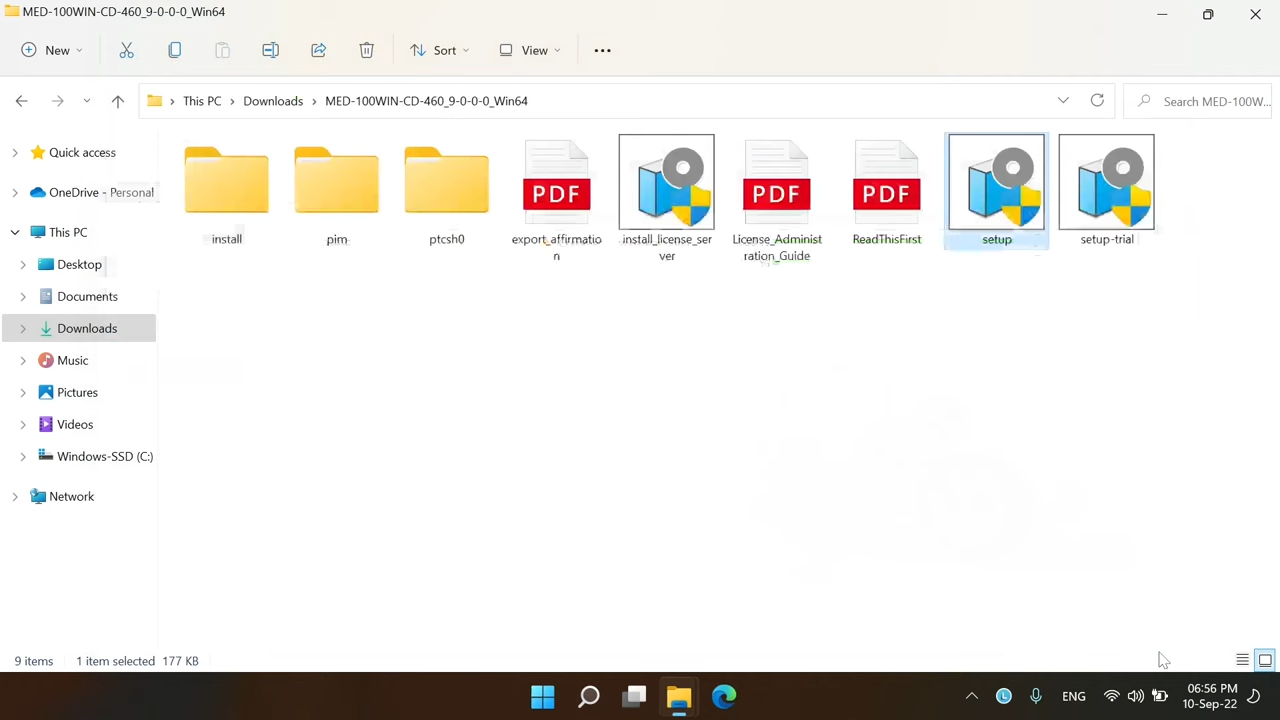 MED-100WIN-CD-460_9-0-0-0_Win64
New
Sort
View
This PC
Downloads
MED-100WIN-CD-460_9-0-0-0_Win64
Search MED-100W...
Quick access
OneDrive - Personal
This PC
Desktop
Documents
Downloads
Music
Pictures
Videos
Windows-SSD (C:)
Network
PDF
PDF
PDF
install
pim
ptcsh0
export_affirmatio
n
install_license_ser
ver
License_Administ
ration_Guide
ReadThisFirst
setup
setup-trial
9 items
1 item selected
177 KB
ENG
06:56 PM
10-Sep-22